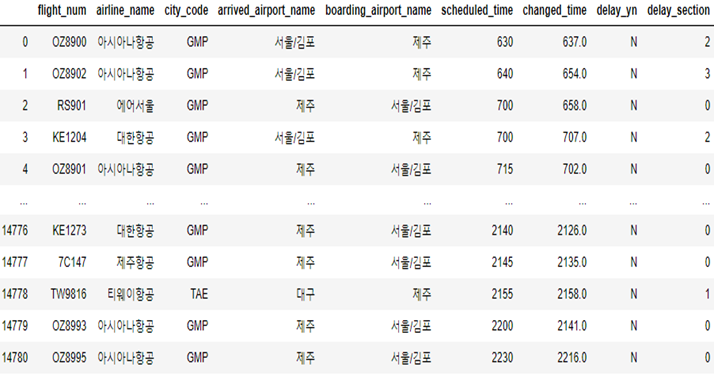 flight_num airline_name city_code arrived_airport_name boarding_airport_name scheduled_time changed_time delay_yn delay_section
0 OZ8900 아시아나항공 GMP 서울/김포 제주 630 637.0 N 2
1 OZ8902 아시아나항공 GMP 서울/김포 제주 640 654.0 N 3
2 RS901 에어서울 GMP 제주 서울/김포 700 658.0 N 0
3 KE1204 대한항공 GMP 서울/김포 제주 700 707.0 N 2
4 OZ8901 아시아나항공 GMP 제주 서울/김포 715 702.0 N 0
... ... ... ... ... ... ... ... ... ...
14776 KE1273 대한항공 GMP 제주 서울/김포 2140 2126.0 N 0
14777 7C147 제주항공 GMP 제주 서울/김포 2145 2135.0 N 0
14778 TW9816 티웨이항공 TAE 대구 제주 2155 2158.0 N 1
14779 OZ8993 아시아나항공 GMP 제주 서울/김포 2200 2141.0 N 0
14780 OZ8995 아시아나항공 GMP 제주 서울/김포 2230 2216.0 N 0